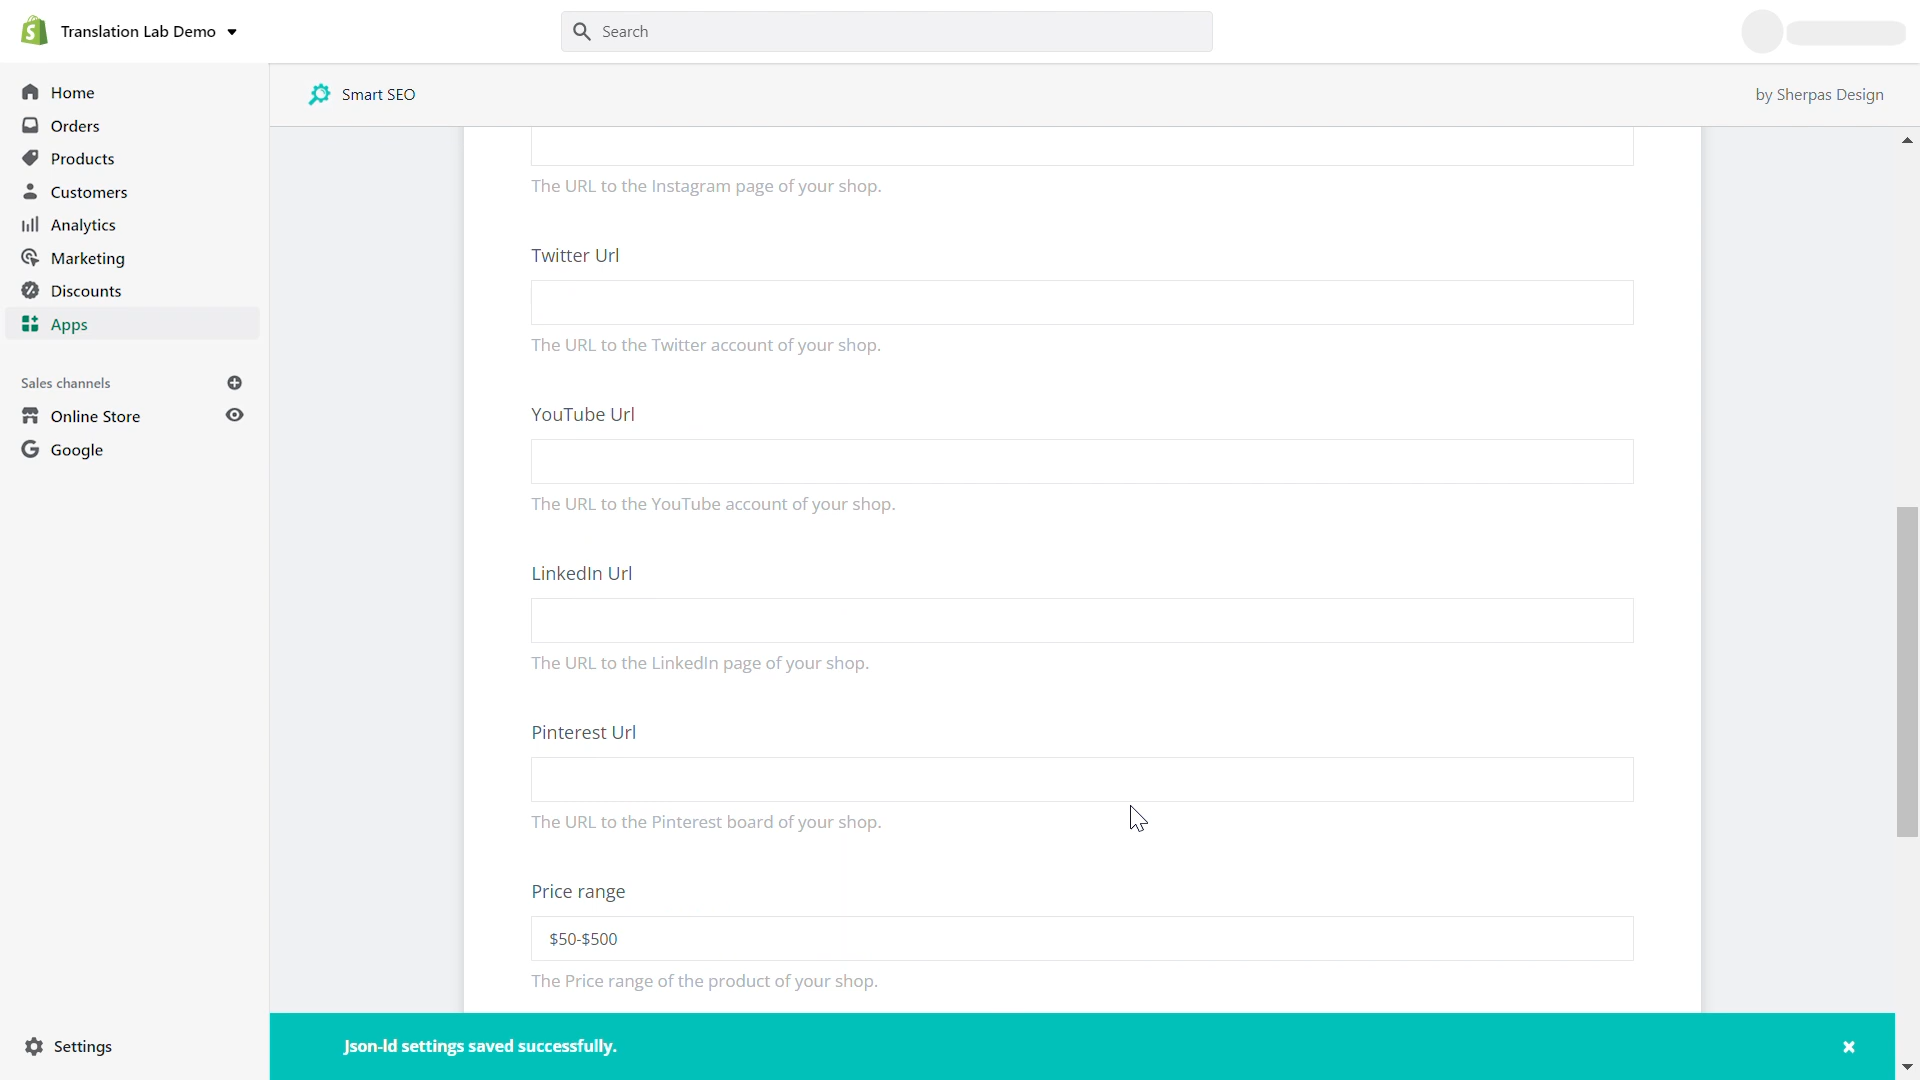 Translation Lab Demo
Search
Home
Orders
Products
Customers
Analytics
Marketing
Discounts
Apps
Sales channels
Online Store
Google
Settings
Smart SEO
by Sherpas Design
The URL to the Instagram page of your shop.
Twitter Url
The URL to the Twitter account of your shop.
YouTube Url
The URL to the YouTube account of your shop.
LinkedIn Url
The URL to the LinkedIn page of your shop.
Pinterest Url
The URL to the Pinterest board of your shop.
Price range
$50-$500
The Price range of the product of your shop.
Json-ld settings saved successfully.